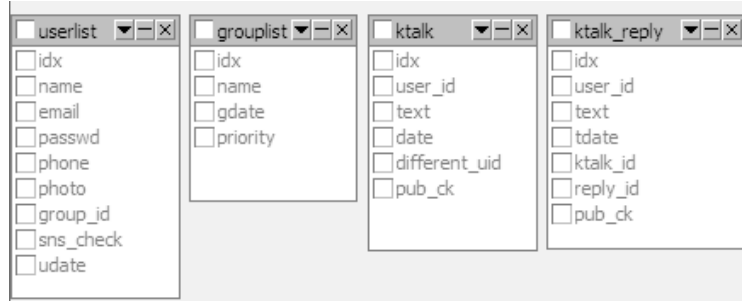 userlist
idx
name
email
passwd
phone
photo
group_id
sns_check
udate
grouplist
idx
name
gdate
priority
ktalk
idx
user_id
text
date
different_uid
pub_ck
ktalk_reply
idx
user_id
text
tdate
ktalk_id
reply_id
pub_ck